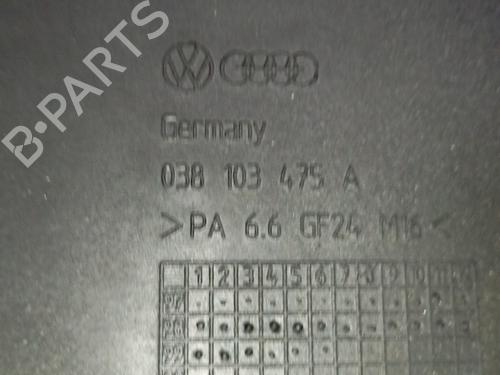 B-PARTS
Germany
038 103 475 A
>PA 6.6 GF24 M16<
1 2 3 4 5 6 7 8 9 10 11